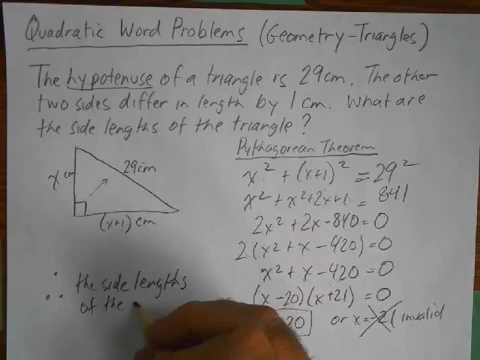 Quadratic Word Problems (Geometry-Triangles)
The hypotenuse of a triangle is 29cm. The other
two sides differ in length by 1cm. What are
the side lengths of the triangle?
Pythagorean Theorem
x cm
29cm
(x+1) cm
x² + (x+1)² = 29²
x² + x² + 2x + 1 = 841
2x² + 2x - 840 = 0
2(x² + x - 420) = 0
x² + x - 420 = 0
(x - 20)(x + 21) = 0
20 or x = -21 invalid
∴ the side lengths
of the